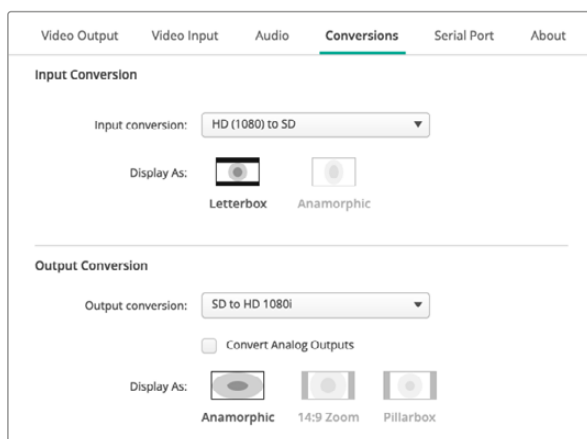 Video Output Video Input Audio Conversions Serial Port About
Input Conversion
Input conversion: HD (1080) to SD
Display As:
Letterbox Anamorphic
Output Conversion
Output conversion: SD to HD 1080i
Convert Analog Outputs
Display As:
Anamorphic 14:9 Zoom Pillarbox